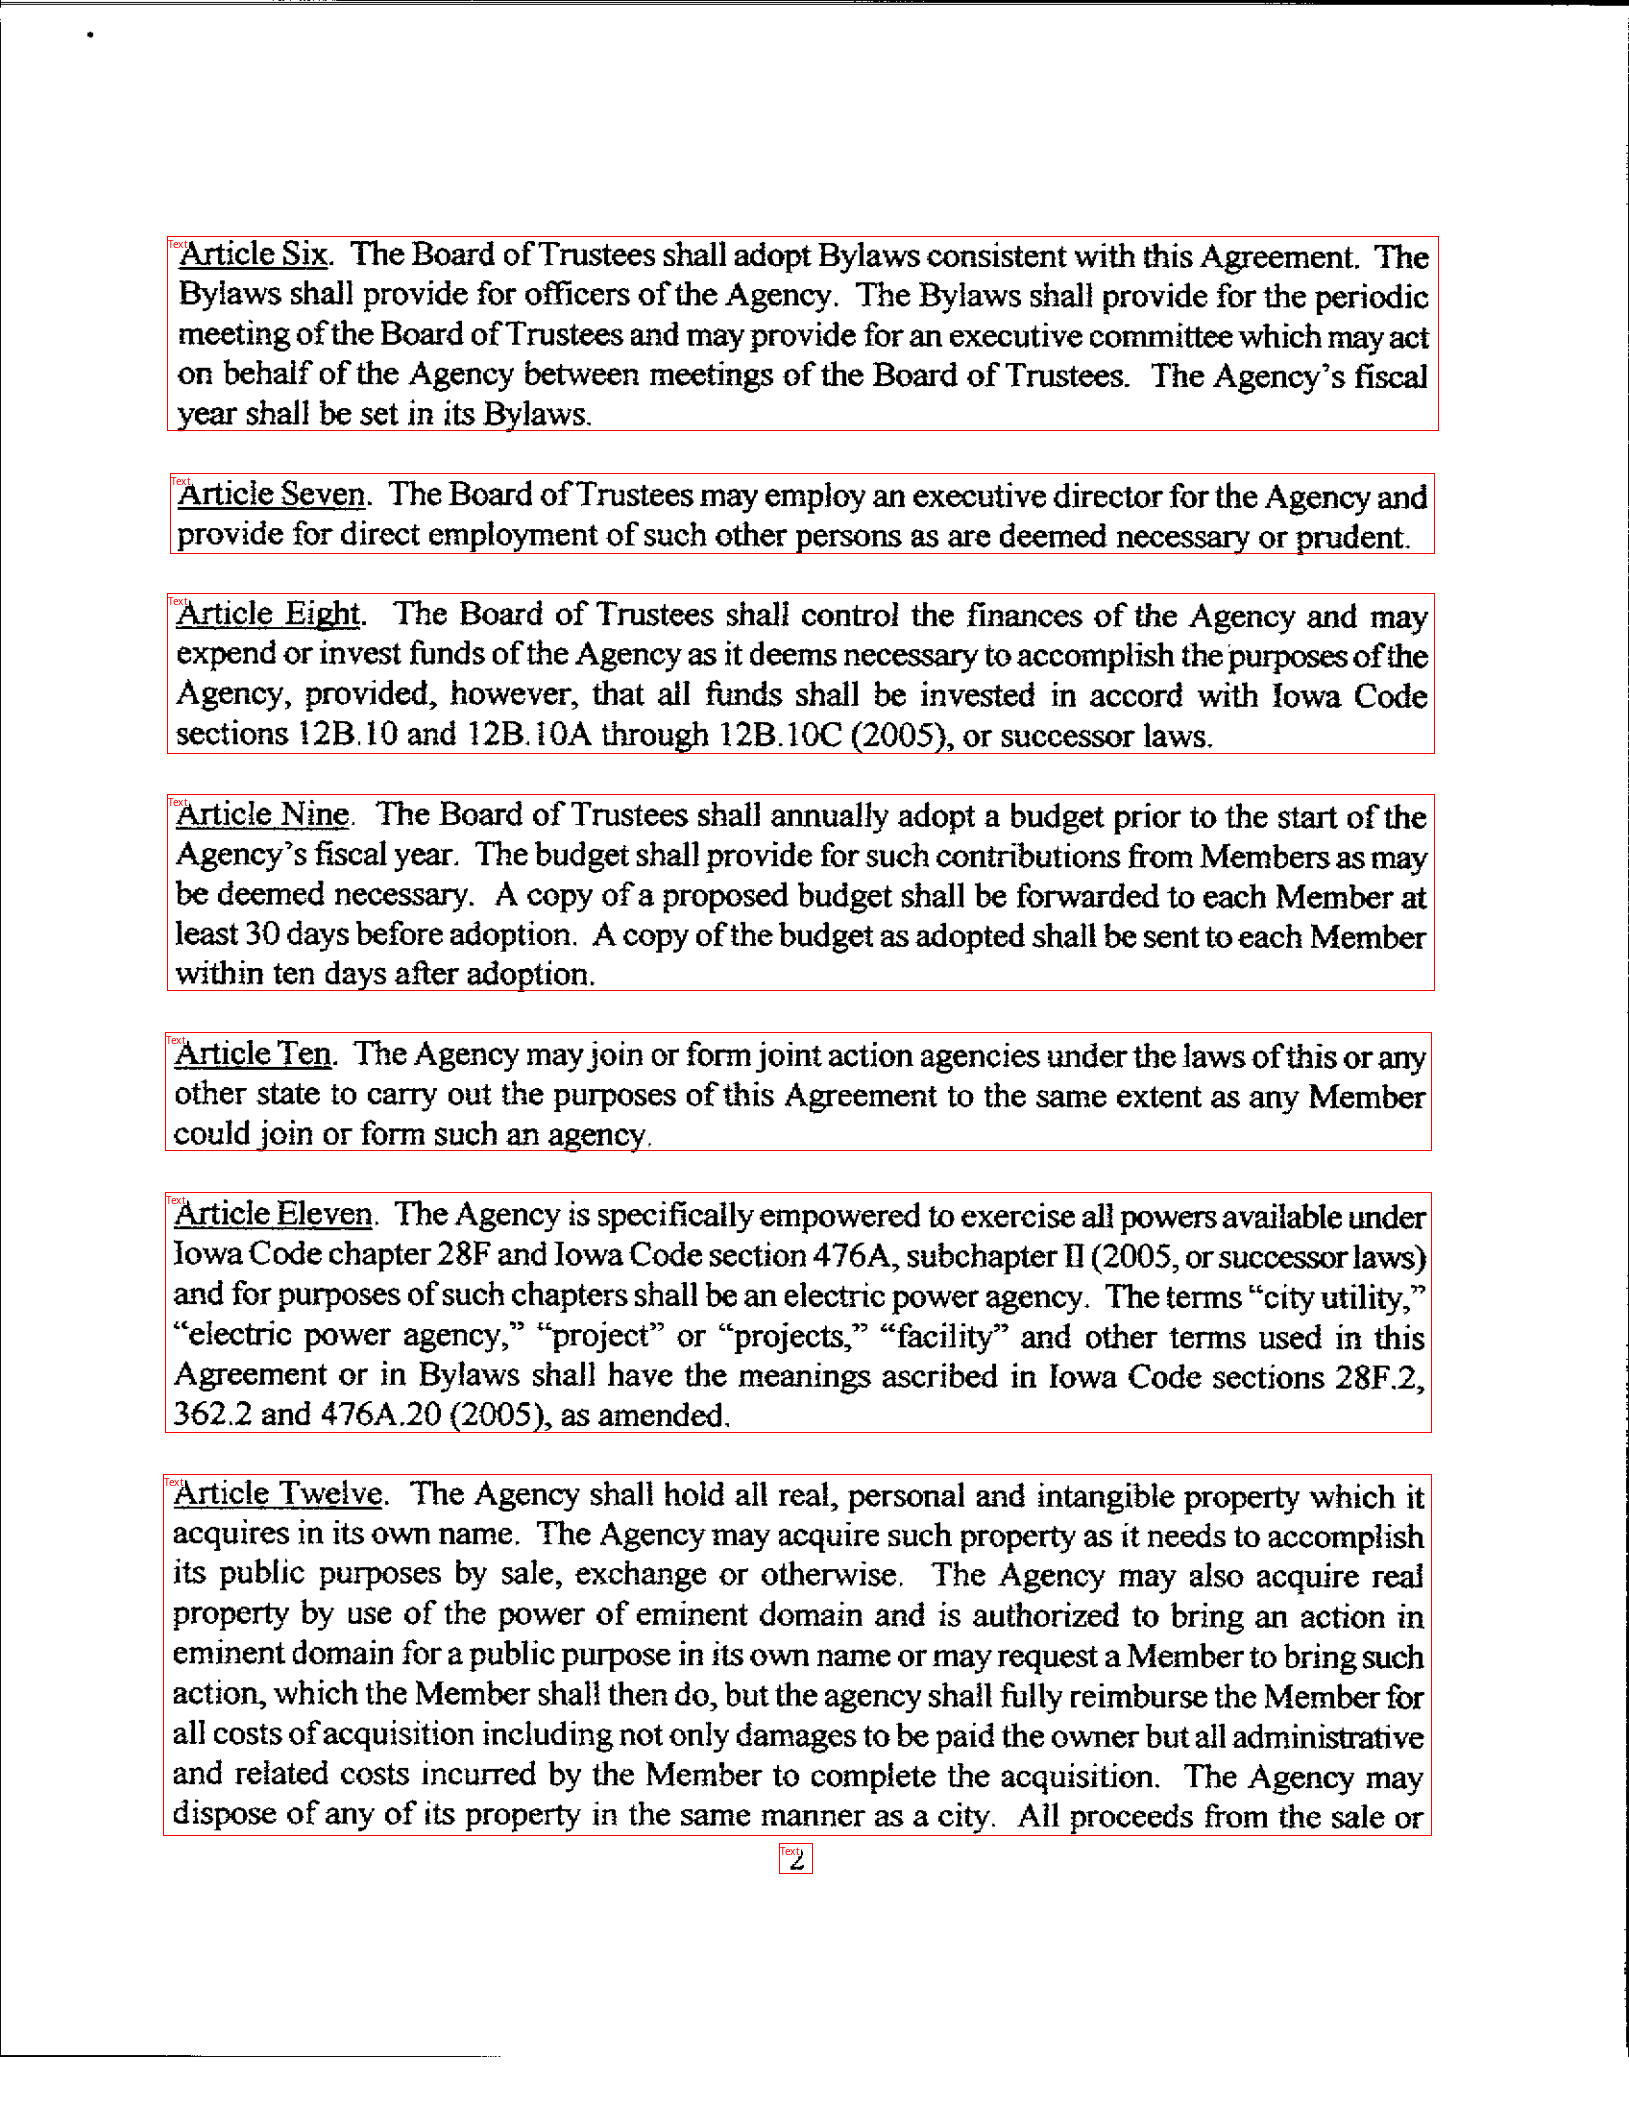 Article Six. The Board of Trustees shall adopt Bylaws consistent with this Agreement. The
Bylaws shall provide for officers of the Agency. The Bylaws shall provide for the periodic
meeting of the Board of Trustees and may provide for an executive committee which may act
on behalf of the Agency between meetings of the Board of Trustees. The Agency's fiscal
year shall be set in its Bylaws.
Article Seven. The Board of Trustees may employ an executive director for the Agency and
provide for direct employment of such other persons as are deemed necessary or prudent.
Article Eight. The Board of Trustees shall control the finances of the Agency and may
expend or invest funds of the Agency as it deems necessary to accomplish the purposes of the
Agency, provided, however, that all funds shall be invested in accord with Iowa Code
sections 12B.10 and 12B.10A through 12B.10C (2005), or successor laws.
Article Nine. The Board of Trustees shall annually adopt a budget prior to the start of the
Agency's fiscal year. The budget shall provide for such contributions from Members as may
be deemed necessary. A copy of a proposed budget shall be forwarded to each Member at
least 30 days before adoption. A copy of the budget as adopted shall be sent to each Member
within ten days after adoption.
Article Ten. The Agency may join or form joint action agencies under the laws of this or any
other state to carry out the purposes of this Agreement to the same extent as any Member
could join or form such an agency.
Article Eleven. The Agency is specifically empowered to exercise all powers available under
Iowa Code chapter 28F and Iowa Code section 476A, subchapter II (2005, or successor laws)
and for purposes of such chapters shall be an electric power agency. The terms “city utility,”
“electric power agency,” “project” or “projects,” “facility” and other terms used in this
Agreement or in Bylaws shall have the meanings ascribed in Iowa Code sections 28F.2,
362.2 and 476A.20 (2005), as amended.
Article Twelve. The Agency shall hold all real, personal and intangible property which it
acquires in its own name. The Agency may acquire such property as it needs to accomplish
its public purposes by sale, exchange or otherwise. The Agency may also acquire real
property by use of the power of eminent domain and is authorized to bring an action in
eminent domain for a public purpose in its own name or may request a Member to bring such
action, which the Member shall then do, but the agency shall fully reimburse the Member for
all costs of acquisition including not only damages to be paid the owner but all administrative
and related costs incurred by the Member to complete the acquisition. The Agency may
dispose of any of its property in the same manner as a city. All proceeds from the sale or
2